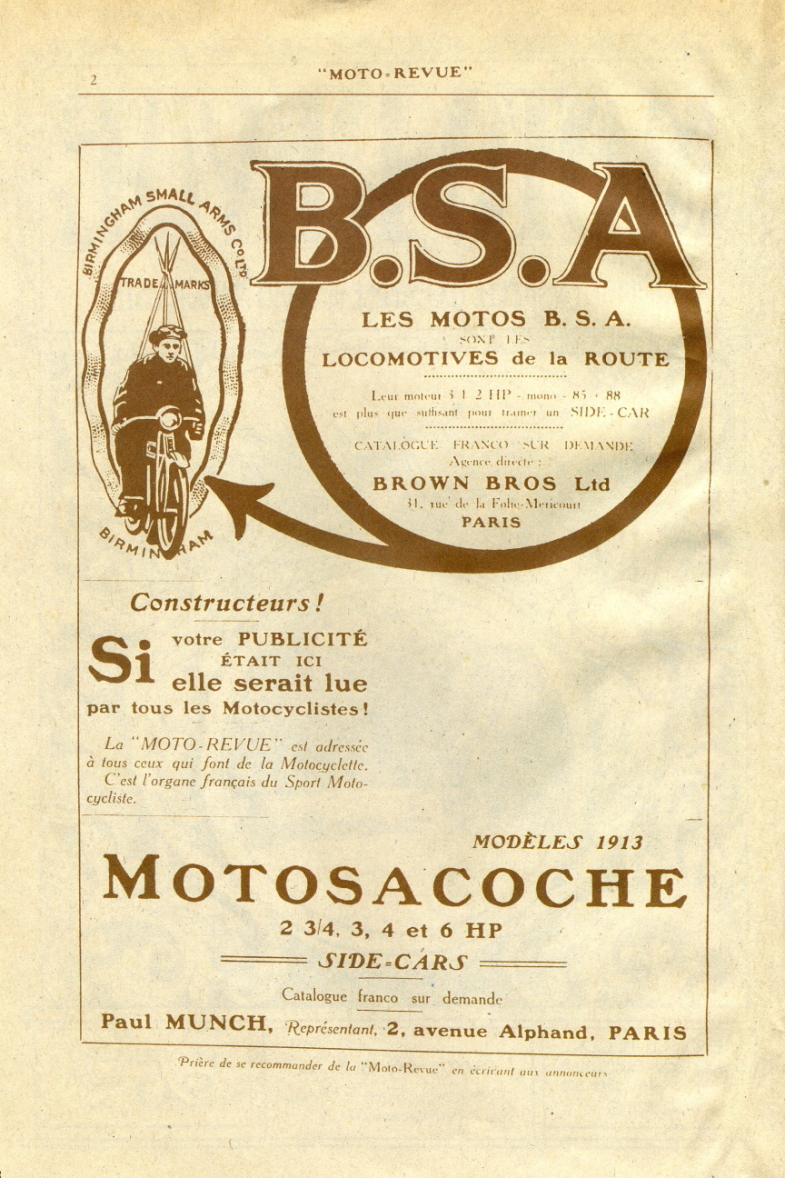 2
"MOTO-REVUE"
BIRMINGHAM SMALL ARMS Co LTD
TRADE MARKS
BIRMINGHAM
B.S.A
LES MOTOS B. S. A.
SONT LES
LOCOMOTIVES de la ROUTE
Leur moteur 3 1 2 HP - mono - 85 × 88
est plus que suffisant pour trainer un SIDE-CAR
CATALOGUE FRANCO SUR DEMANDE
Agence directe :
BROWN BROS Ltd
31, rue de la Folie-Mericourt
PARIS
Constructeurs !
Si votre PUBLICITÉ
ÉTAIT ICI
elle serait lue
par tous les Motocyclistes !
La "MOTO-REVUE" est adressée
à tous ceux qui font de la Motocyclette.
C'est l'organe français du Sport Moto-
cycliste.
MODÈLES 1913
MOTOSACOCHE
2 3/4, 3, 4 et 6 HP
SIDE-CARS
Catalogue franco sur demande
Paul MUNCH, Représentant, 2, avenue Alphand, PARIS
Prière de se recommander de la "Moto-Revue" en écrivant aux annonceurs